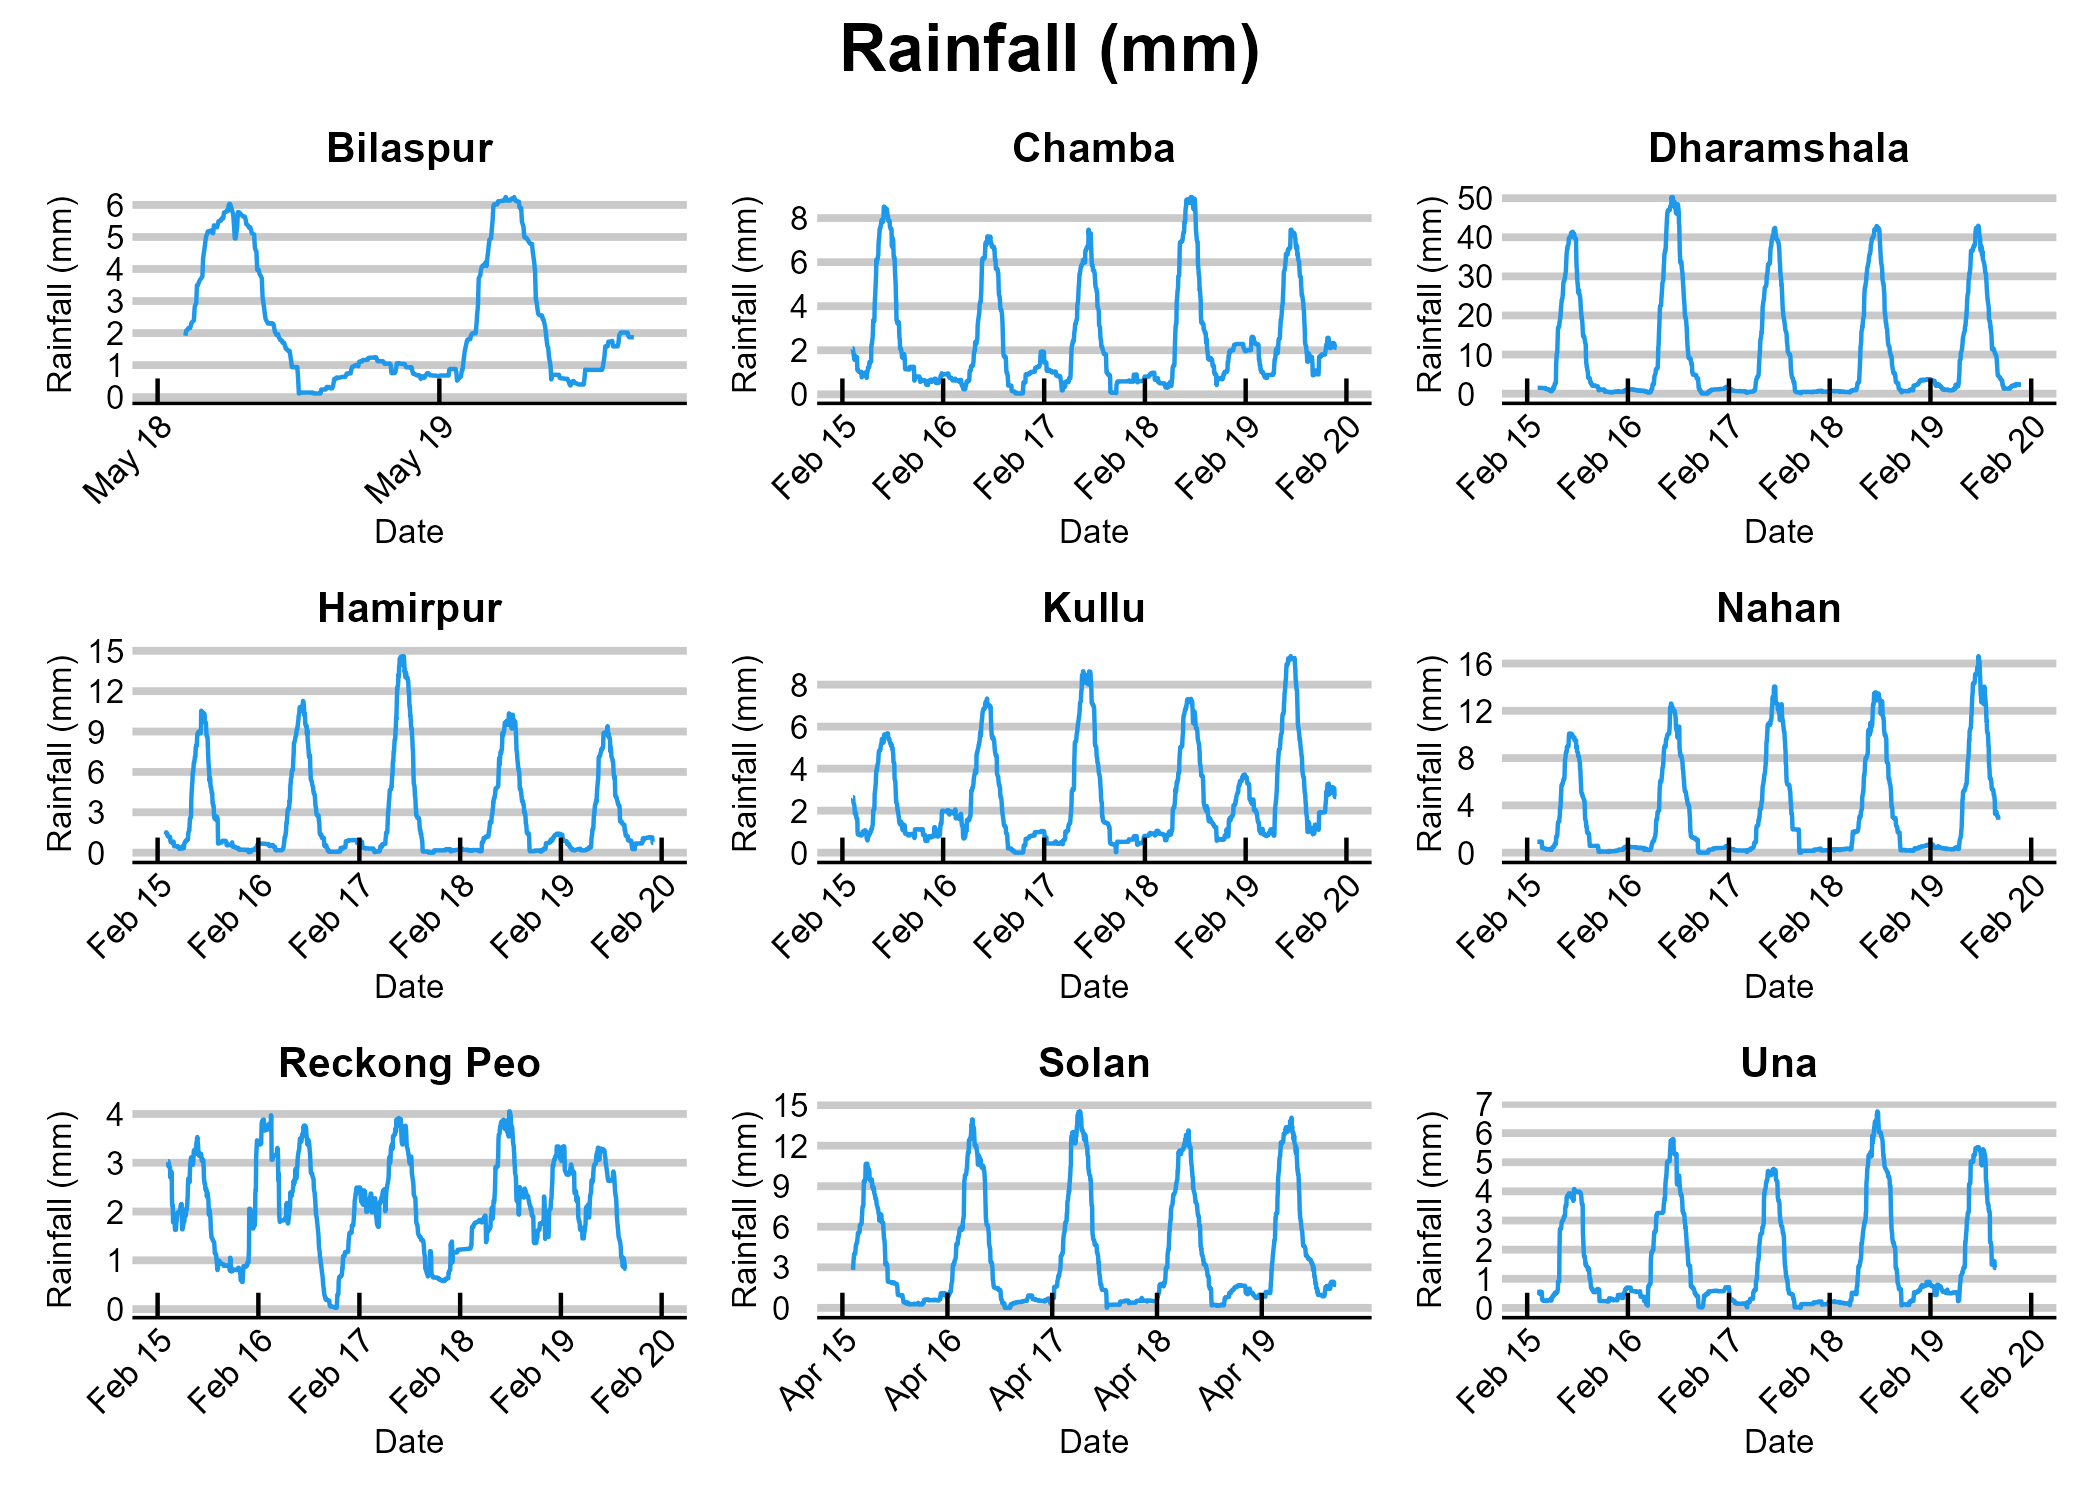 Rainfall (mm)
Bilaspur
Rainfall (mm)
6
5
4
3
2
1
0
May 18
May 19
Date
Chamba
Rainfall (mm)
8
6
4
2
0
Feb 15
Feb 16
Feb 17
Feb 18
Feb 19
Feb 20
Date
Dharamshala
Rainfall (mm)
50
40
30
20
10
0
Feb 15
Feb 16
Feb 17
Feb 18
Feb 19
Feb 20
Date
Hamirpur
Rainfall (mm)
15
12
9
6
3
0
Feb 15
Feb 16
Feb 17
Feb 18
Feb 19
Feb 20
Date
Kullu
Rainfall (mm)
8
6
4
2
0
Feb 15
Feb 16
Feb 17
Feb 18
Feb 19
Feb 20
Date
Nahan
Rainfall (mm)
16
12
8
4
0
Feb 15
Feb 16
Feb 17
Feb 18
Feb 19
Feb 20
Date
Reckong Peo
Rainfall (mm)
4
3
2
1
0
Feb 15
Feb 16
Feb 17
Feb 18
Feb 19
Feb 20
Date
Solan
Rainfall (mm)
15
12
9
6
3
0
Apr 15
Apr 16
Apr 17
Apr 18
Apr 19
Date
Una
Rainfall (mm)
7
6
5
4
3
2
1
0
Feb 15
Feb 16
Feb 17
Feb 18
Feb 19
Feb 20
Date